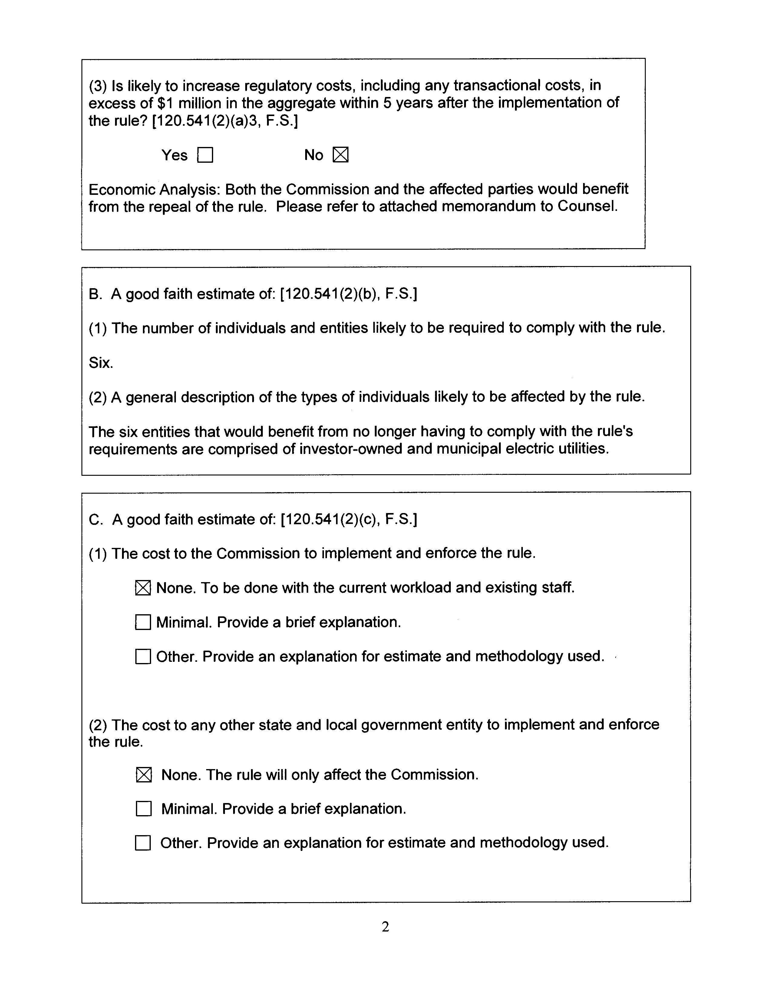 (3) Is likely to increase regulatory costs, including any transactional costs, in
excess of $1 million in the aggregate within 5 years after the implementation of
the rule? [120.541(2)(a)3, F.S.]
Yes ☐ No ☒
Economic Analysis: Both the Commission and the affected parties would benefit
from the repeal of the rule. Please refer to attached memorandum to Counsel.
B. A good faith estimate of: [120.541(2)(b), F.S.]
(1) The number of individuals and entities likely to be required to comply with the rule.
Six.
(2) A general description of the types of individuals likely to be affected by the rule.
The six entities that would benefit from no longer having to comply with the rule's
requirements are comprised of investor-owned and municipal electric utilities.
C. A good faith estimate of: [120.541(2)(c), F.S.]
(1) The cost to the Commission to implement and enforce the rule.
☒ None. To be done with the current workload and existing staff.
☐ Minimal. Provide a brief explanation.
☐ Other. Provide an explanation for estimate and methodology used.
(2) The cost to any other state and local government entity to implement and enforce
the rule.
☒ None. The rule will only affect the Commission.
☐ Minimal. Provide a brief explanation.
☐ Other. Provide an explanation for estimate and methodology used.
2